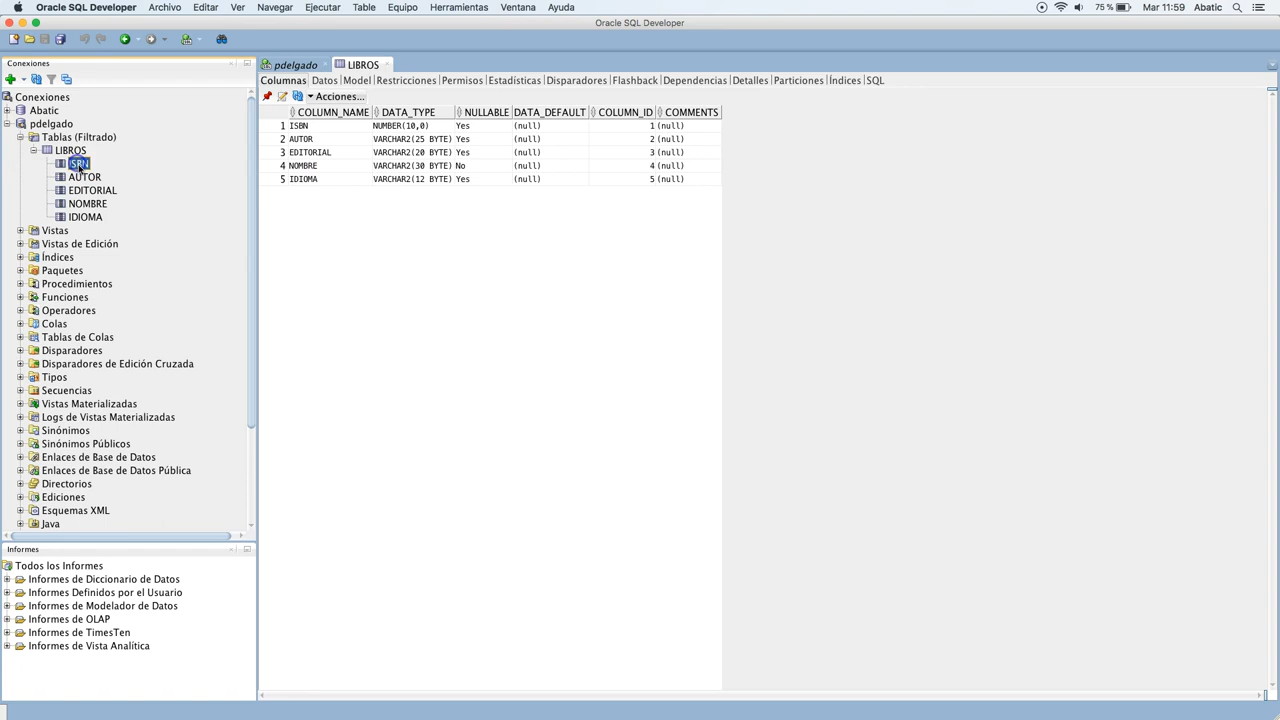 Oracle SQL Developer Archivo Editar Ver Navegar Ejecutar Table Equipo Herramientas Ventana Ayuda 75 % Mar 11:59 Abatic
Oracle SQL Developer
Conexiones
Conexiones
Abatic
pdelgado
Tablas (Filtrado)
LIBROS
ISBN
AUTOR
EDITORIAL
NOMBRE
IDIOMA
Vistas
Vistas de Edición
Índices
Paquetes
Procedimientos
Funciones
Operadores
Colas
Tablas de Colas
Disparadores
Disparadores de Edición Cruzada
Tipos
Secuencias
Vistas Materializadas
Logs de Vistas Materializadas
Sinónimos
Sinónimos Públicos
Enlaces de Base de Datos
Enlaces de Base de Datos Pública
Directorios
Ediciones
Esquemas XML
Java
Informes
Todos los Informes
Informes de Diccionario de Datos
Informes Definidos por el Usuario
Informes de Modelador de Datos
Informes de OLAP
Informes de TimesTen
Informes de Vista Analítica
pdelgado LIBROS
Columnas Datos Model Restricciones Permisos Estadísticas Disparadores Flashback Dependencias Detalles Particiones Índices SQL
Acciones...
COLUMN_NAME DATA_TYPE NULLABLE DATA_DEFAULT COLUMN_ID COMMENTS
1 ISBN NUMBER(10,0) Yes (null) 1 (null)
2 AUTOR VARCHAR2(25 BYTE) Yes (null) 2 (null)
3 EDITORIAL VARCHAR2(20 BYTE) Yes (null) 3 (null)
4 NOMBRE VARCHAR2(30 BYTE) No (null) 4 (null)
5 IDIOMA VARCHAR2(12 BYTE) Yes (null) 5 (null)